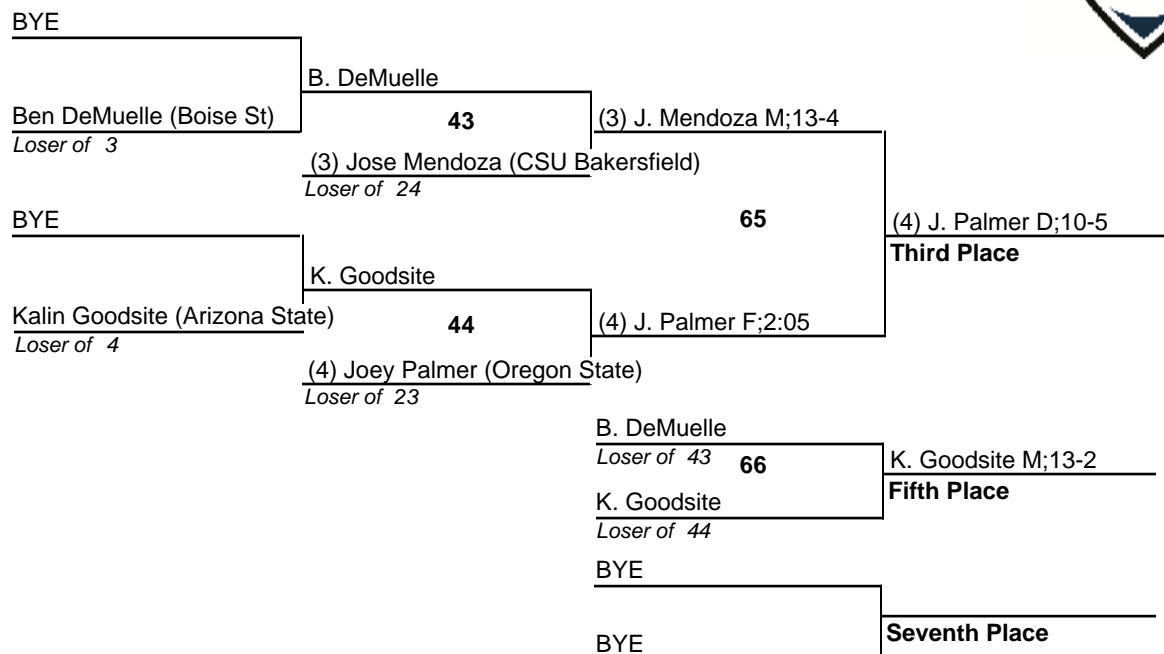 BYE
B. DeMuelle
Ben DeMuelle (Boise St)
43
(3) J. Mendoza M;13-4
Loser of 3
(3) Jose Mendoza (CSU Bakersfield)
Loser of 24
BYE
65
(4) J. Palmer D;10-5
Third Place
K. Goodsite
Kalin Goodsite (Arizona State)
44
(4) J. Palmer F;2:05
Loser of 4
(4) Joey Palmer (Oregon State)
Loser of 23
B. DeMuelle
Loser of 43
66
K. Goodsite M;13-2
Fifth Place
K. Goodsite
Loser of 44
BYE
Seventh Place
BYE